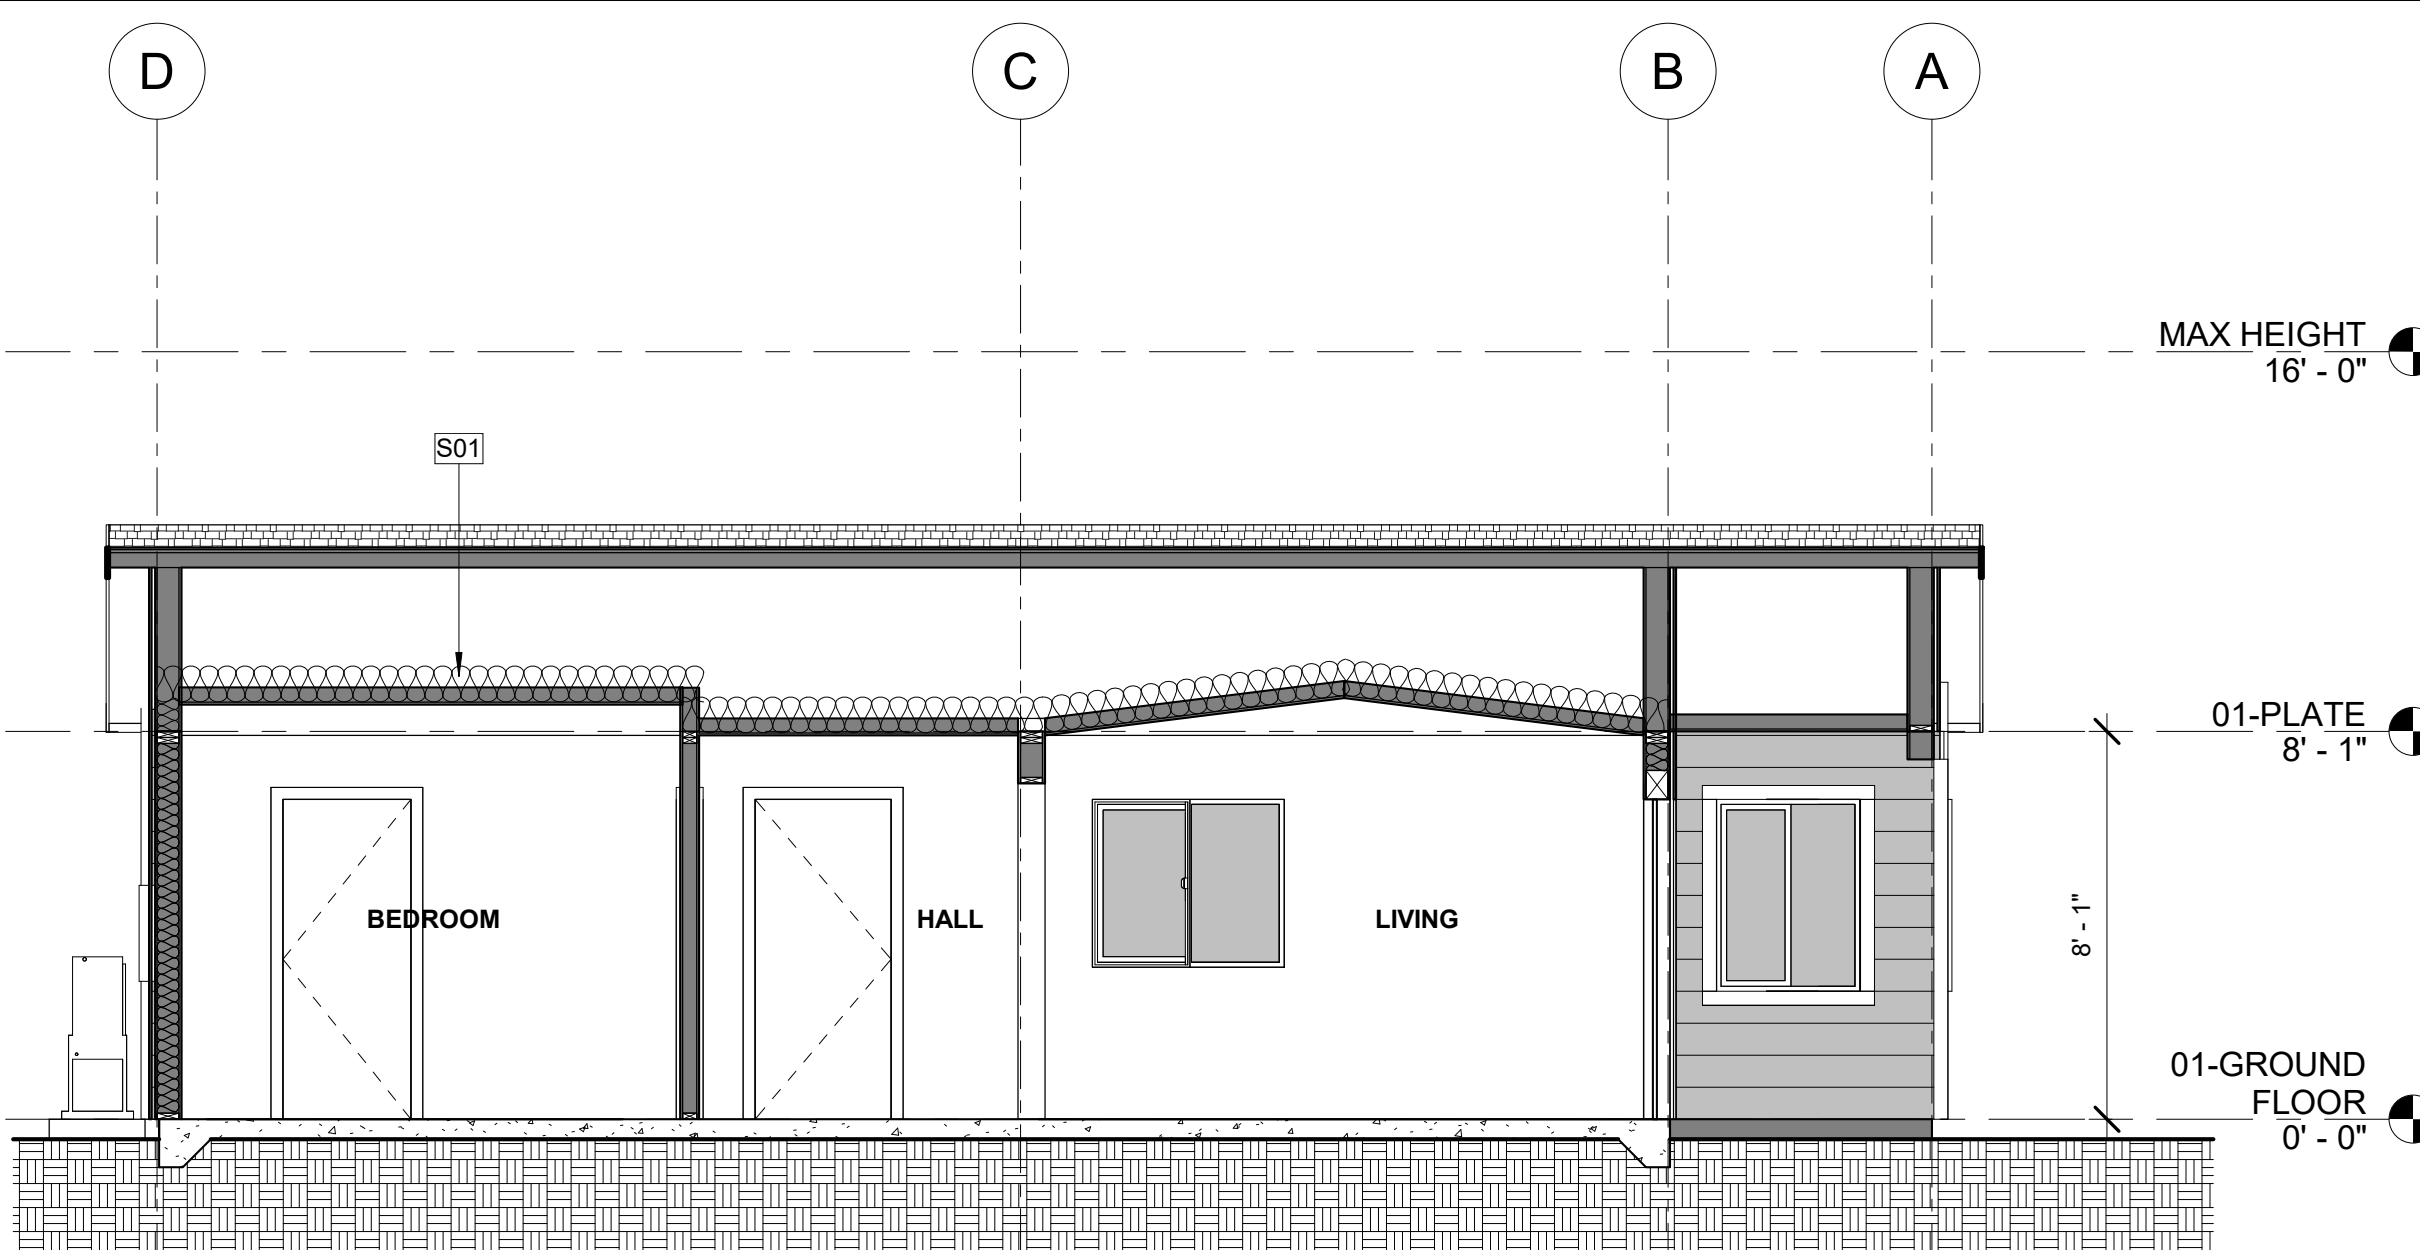 D
C
B
A
MAX HEIGHT
16' - 0"
S01
01-PLATE
8' - 1"
BEDROOM
HALL
LIVING
8' - 1"
01-GROUND
FLOOR
0' - 0"